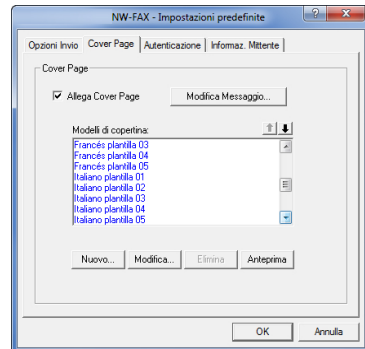 NW-FAX - Impostazioni predefinite
Opzioni Invio Cover Page Autenticazione Informaz. Mittente
Cover Page
Allega Cover Page Modifica Messaggio...
Modelli di copertina:
Francés plantilla 03
Francés plantilla 04
Francés plantilla 05
Italiano plantilla 01
Italiano plantilla 02
Italiano plantilla 03
Italiano plantilla 04
Italiano plantilla 05
Nuovo... Modifica... Elimina Anteprima
OK Annulla